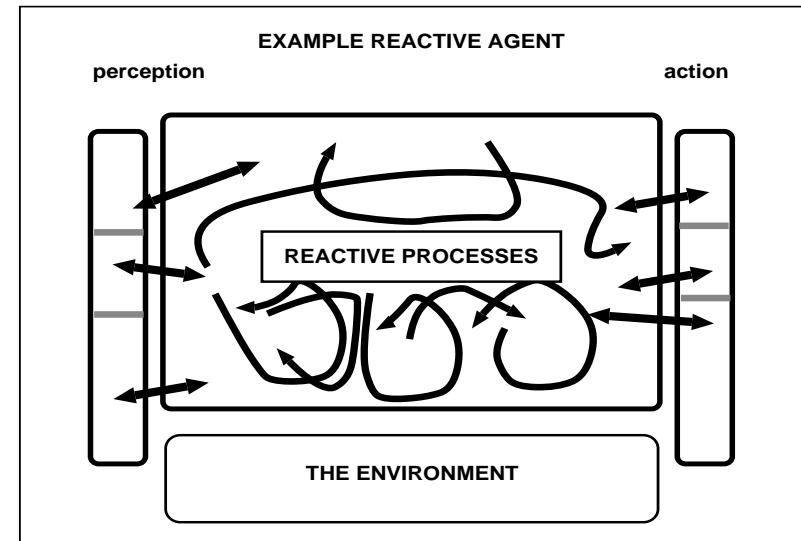 EXAMPLE REACTIVE AGENT
perception
action
REACTIVE PROCESSES
THE ENVIRONMENT